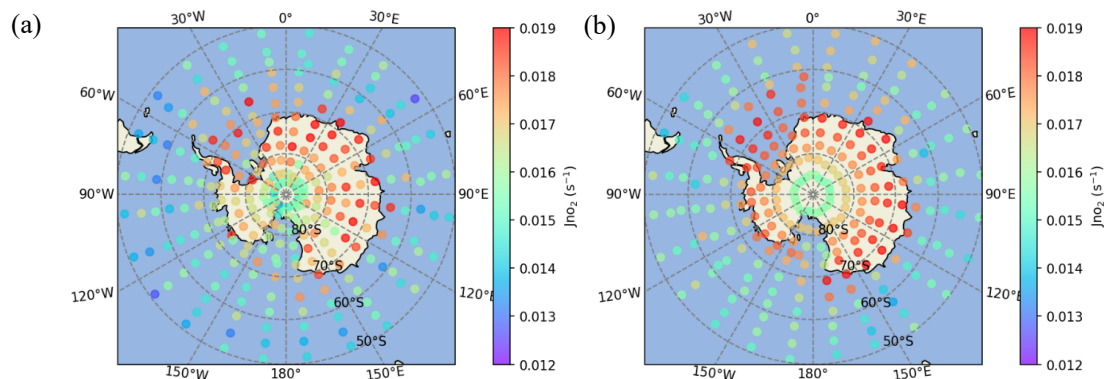 (a)
30°W 0° 30°E
60°W 60°E
90°W 90°E
120°W 120°E
150°W 180° 150°E
80°S
70°S
60°S
50°S
0.019
0.018
0.017
0.016
0.015
0.014
0.013
0.012
Jno₂ (s⁻¹)
(b)
30°W 0° 30°E
60°W 60°E
90°W 90°E
120°W 120°E
150°W 180° 150°E
80°S
70°S
60°S
50°S
0.019
0.018
0.017
0.016
0.015
0.014
0.013
0.012
Jno₂ (s⁻¹)